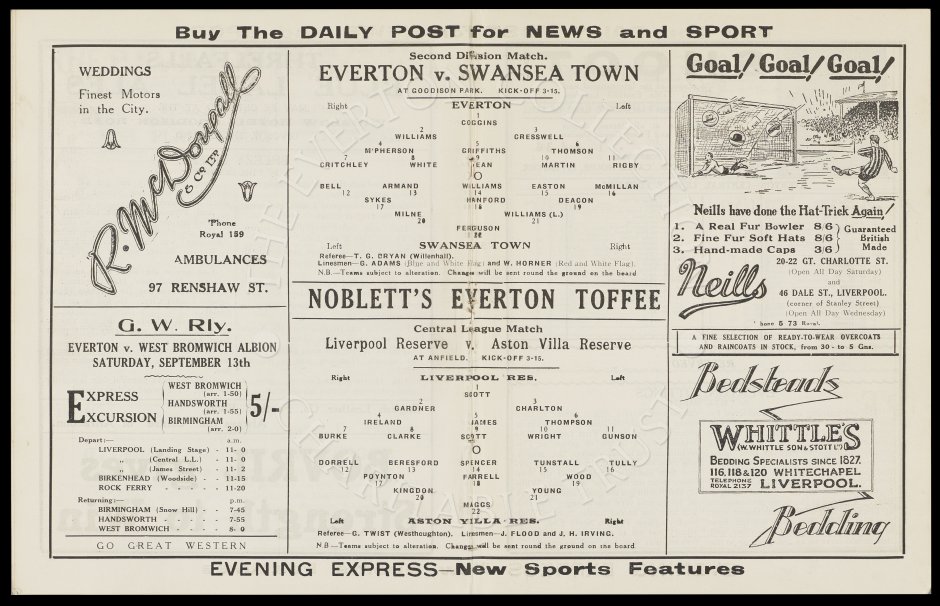 Buy The DAILY POST for NEWS and SPORT
WEDDINGS
Finest Motors
in the City.
R. McDougall
& CO LTD
'Phone
Royal 159
AMBULANCES
97 RENSHAW ST.
G. W. Rly.
EVERTON v. WEST BROMWICH ALBION
SATURDAY, SEPTEMBER 13th
EXPRESS
EXCURSION
WEST BROMWICH
(arr. 1-50)
HANDSWORTH
(arr. 1-55)
BIRMINGHAM
(arr. 2-0)
5/-
Depart:— a.m.
LIVERPOOL (Landing Stage) - 11- 0
„ (Central L.L.) - 11- 0
„ (James Street) - 11- 2
BIRKENHEAD (Woodside) - 11-15
ROCK FERRY - - - - 11-20
Returning:— p.m.
BIRMINGHAM (Snow Hill) - - 7-45
HANDSWORTH - - - - 7-55
WEST BROMWICH - - - 8- 0
GO GREAT WESTERN
Second Division Match.
EVERTON v. SWANSEA TOWN
AT GOODISON PARK. KICK-OFF 3-15.
Right EVERTON Left
1
COGGINS
2 3
WILLIAMS CRESSWELL
4 5 6
M'PHERSON GRIFFITHS THOMSON
7 8 9 10 11
CRITCHLEY WHITE DEAN MARTIN RIGBY
O
BELL ARMAND WILLIAMS EASTON McMILLAN
12 13 14 15 16
SYKES HANFORD DEACON
17 18 19
MILNE WILLIAMS (L.)
20 21
FERGUSON
22
Left SWANSEA TOWN Right
Referee—T. G. BRYAN (Willenhall).
Linesmen—G. ADAMS (Blue and White Flag) and W. HORNER (Red and White Flag).
N.B.—Teams subject to alteration. Changes will be sent round the ground on the board
NOBLETT'S EVERTON TOFFEE
Central League Match
Liverpool Reserve v. Aston Villa Reserve
AT ANFIELD. KICK-OFF 3-15.
Right LIVERPOOL RES. Left
1
SCOTT
2 3
GARDNER CHARLTON
4 5 6
IRELAND JAMES THOMPSON
7 8 9 10 11
BURKE CLARKE SCOTT WRIGHT GUNSON
O
DORRELL BERESFORD SPENCER TUNSTALL TULLY
12 13 14 15 16
POYNTON FARRELL WOOD
17 18 19
KINGDON YOUNG
20 21
MAGGS
22
Left ASTON VILLA RES. Right
Referee—G. TWIST (Westhoughton). Linesmen—J. FLOOD and J. H. IRVING.
N.B—Teams subject to alteration. Changes will be sent round the ground on the board.
Goal! Goal! Goal!
Neills have done the Hat-Trick Again!
1. A Real Fur Bowler 8/6
2. Fine Fur Soft Hats 8/6
3. Hand-made Caps 3/6
Guaranteed
British
Made
Neills
20-22 GT. CHARLOTTE ST.
(Open All Day Saturday)
and
46 DALE ST., LIVERPOOL.
(corner of Stanley Street)
(Open All Day Wednesday)
A FINE SELECTION OF READY-TO-WEAR OVERCOATS
AND RAINCOATS IN STOCK, from 30/- to 5 Gns.
Bedsteads
WHITTLE'S
(W. WHITTLE SON & STOTT LTD)
BEDDING SPECIALISTS SINCE 1827.
116, 118 & 120 WHITECHAPEL
TELEPHONE
ROYAL 2137
LIVERPOOL.
Bedding
EVENING EXPRESS—New Sports Features